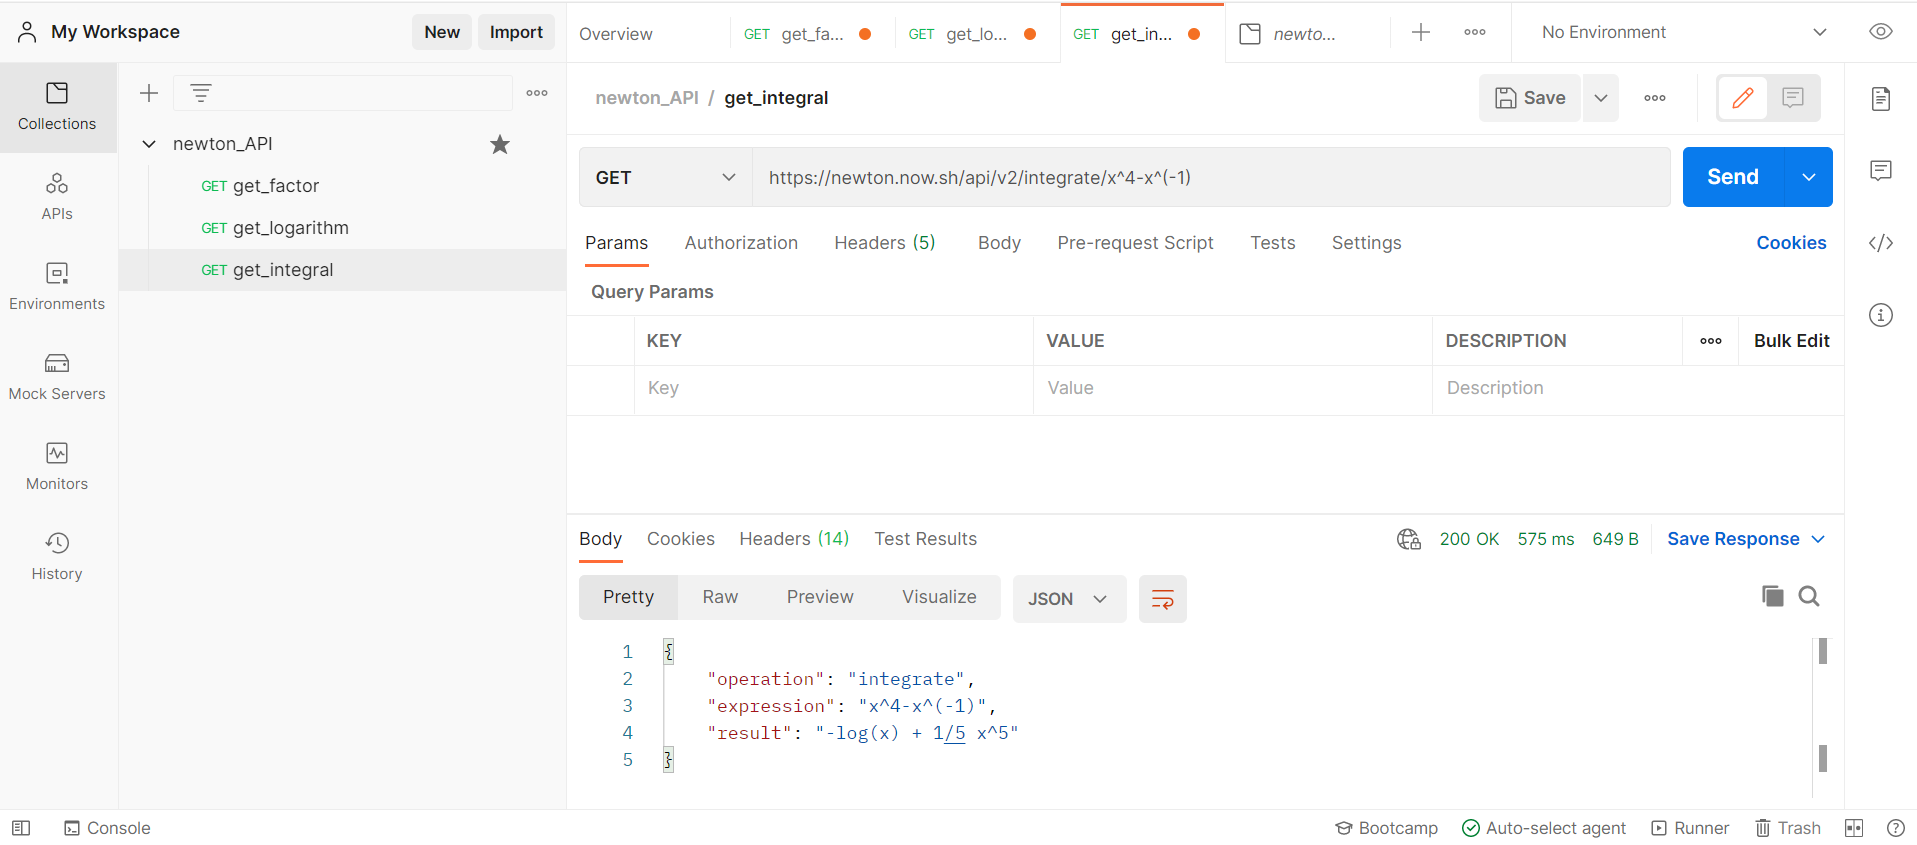 My Workspace
New
Import
Overview
GET get_fa...
GET get_lo...
GET get_in...
newto...
No Environment
Collections
APIs
Environments
Mock Servers
Monitors
History
newton_API
GET get_factor
GET get_logarithm
GET get_integral
newton_API / get_integral
Save
GET
https://newton.now.sh/api/v2/integrate/x^4-x^(-1)
Send
Params Authorization Headers (5) Body Pre-request Script Tests Settings Cookies
Query Params
KEY VALUE DESCRIPTION Bulk Edit
Key Value Description
Body Cookies Headers (14) Test Results 200 OK 575 ms 649 B Save Response
Pretty Raw Preview Visualize JSON
1 {
2 "operation": "integrate",
3 "expression": "x^4-x^(-1)",
4 "result": "-log(x) + 1/5 x^5"
5 }
Console Bootcamp Auto-select agent Runner Trash